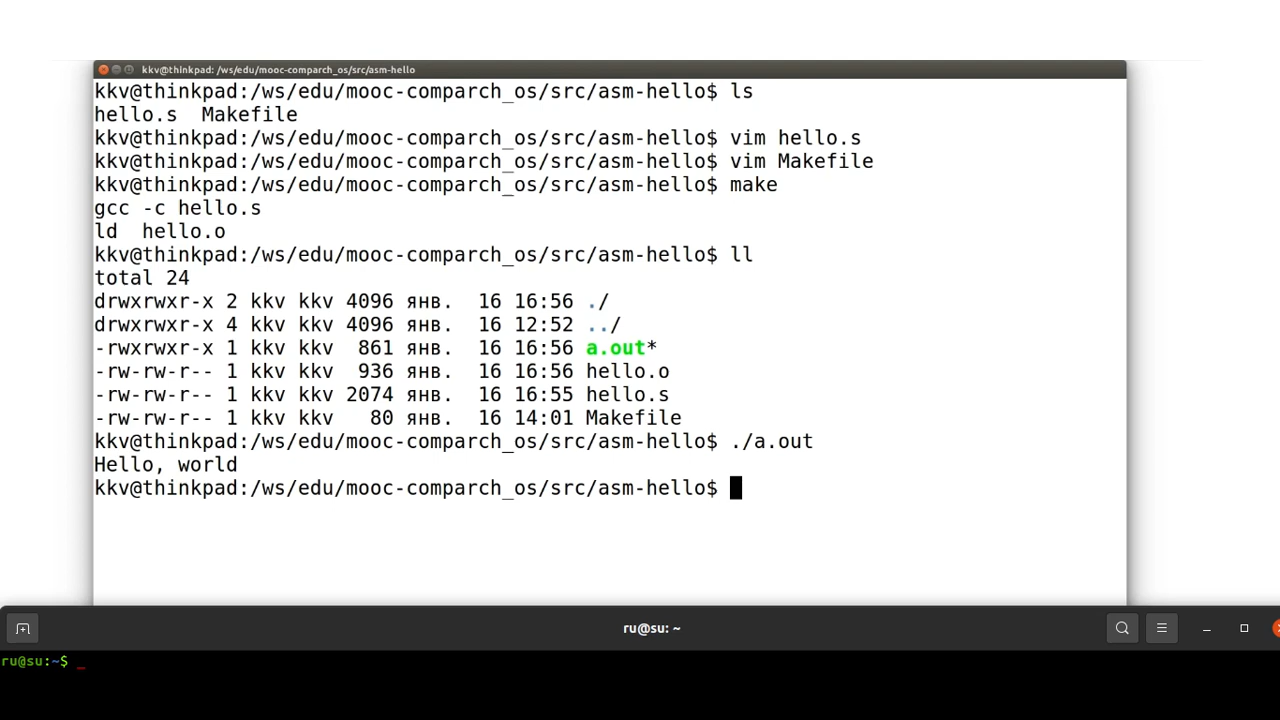 kkv@thinkpad: /ws/edu/mooc-comparch_os/src/asm-hello
kkv@thinkpad:/ws/edu/mooc-comparch_os/src/asm-hello$ ls
hello.s  Makefile
kkv@thinkpad:/ws/edu/mooc-comparch_os/src/asm-hello$ vim hello.s
kkv@thinkpad:/ws/edu/mooc-comparch_os/src/asm-hello$ vim Makefile
kkv@thinkpad:/ws/edu/mooc-comparch_os/src/asm-hello$ make
gcc -c hello.s
ld  hello.o
kkv@thinkpad:/ws/edu/mooc-comparch_os/src/asm-hello$ ll
total 24
drwxrwxr-x 2 kkv kkv 4096 янв.  16 16:56 ./
drwxrwxr-x 4 kkv kkv 4096 янв.  16 12:52 ../
-rwxrwxr-x 1 kkv kkv  861 янв.  16 16:56 a.out*
-rw-rw-r-- 1 kkv kkv  936 янв.  16 16:56 hello.o
-rw-rw-r-- 1 kkv kkv 2074 янв.  16 16:55 hello.s
-rw-rw-r-- 1 kkv kkv   80 янв.  16 14:01 Makefile
kkv@thinkpad:/ws/edu/mooc-comparch_os/src/asm-hello$ ./a.out
Hello, world
kkv@thinkpad:/ws/edu/mooc-comparch_os/src/asm-hello$
ru@su: ~
ru@su:~$ _